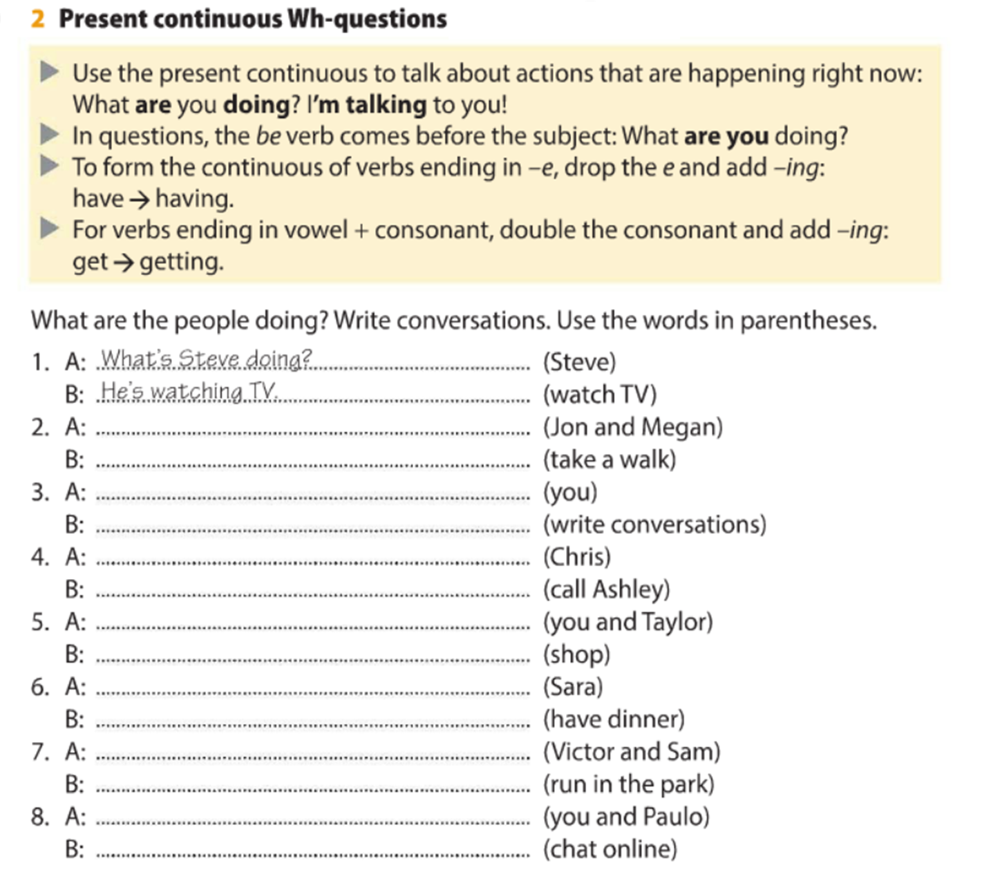 2 Present continuous Wh-questions
▶ Use the present continuous to talk about actions that are happening right now:
What are you doing? I'm talking to you!
▶ In questions, the be verb comes before the subject: What are you doing?
▶ To form the continuous of verbs ending in –e, drop the e and add –ing:
have → having.
▶ For verbs ending in vowel + consonant, double the consonant and add –ing:
get → getting.
What are the people doing? Write conversations. Use the words in parentheses.
1. A: What's Steve doing? (Steve)
B: He's watching TV. (watch TV)
2. A: (Jon and Megan)
B: (take a walk)
3. A: (you)
B: (write conversations)
4. A: (Chris)
B: (call Ashley)
5. A: (you and Taylor)
B: (shop)
6. A: (Sara)
B: (have dinner)
7. A: (Victor and Sam)
B: (run in the park)
8. A: (you and Paulo)
B: (chat online)